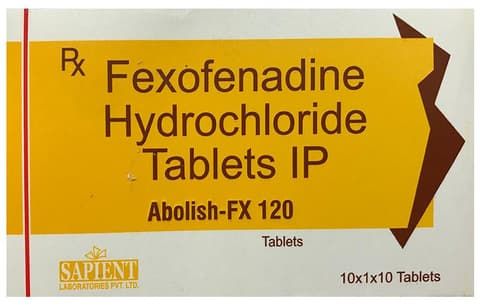 Rx Fexofenadine
Hydrochloride
Tablets IP
Abolish-FX 120
Tablets
SAPIENT
LABORATORIES PVT. LTD.
10x1x10 Tablets